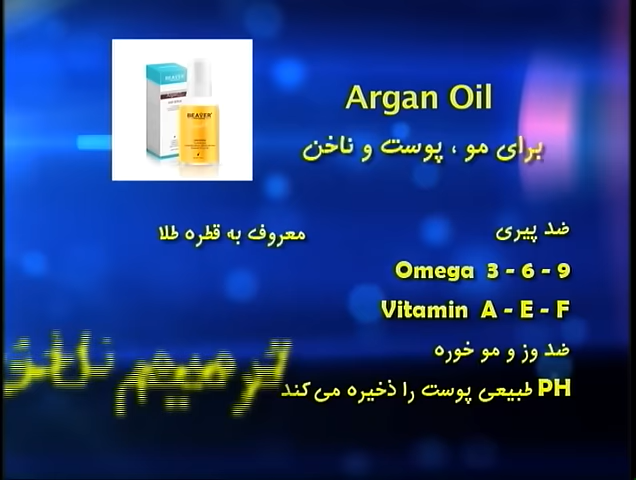 BEAVER
Argan Oil
برای مو ، پوست و ناخن
ضد پیری
معروف به قطره طلا
Omega 3 - 6 - 9
Vitamin A - E - F
ضد وز و مو خوره
PH طبیعی پوست را ذخیره می کند
ترمیم ناخن